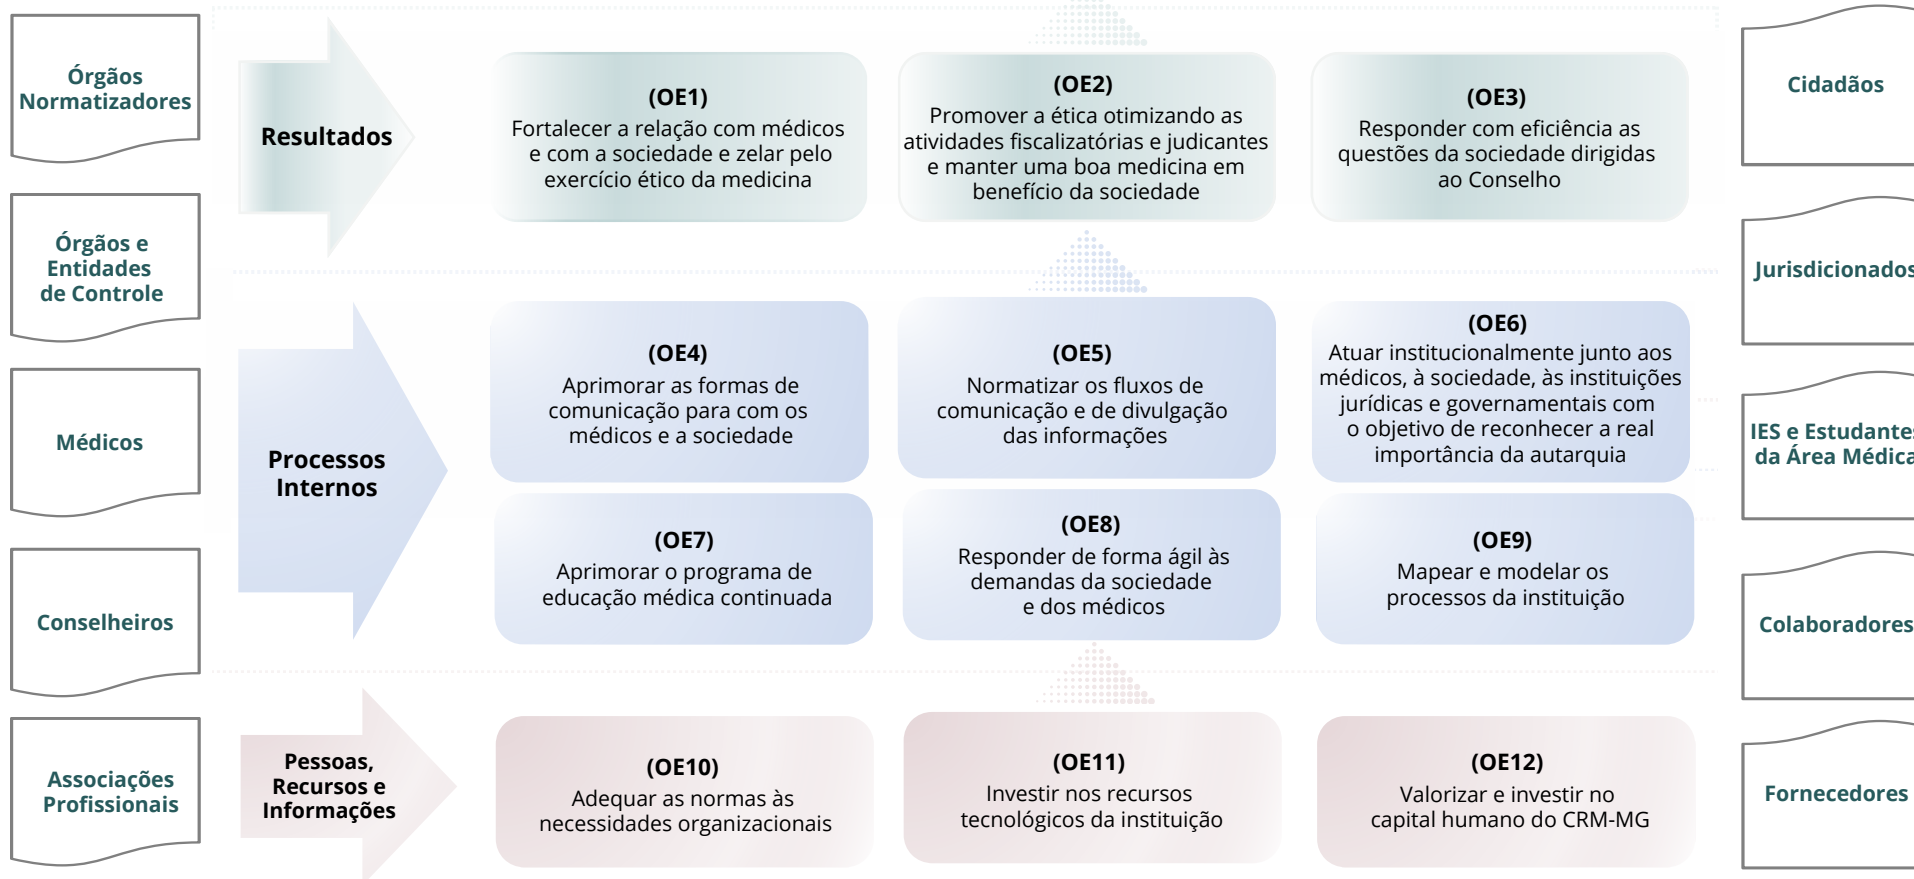 Órgãos
Normatizadores
Órgãos e
Entidades
de Controle
Médicos
Conselheiros
Associações
Profissionais
Resultados
(OE1)
Fortalecer a relação com médicos
e com a sociedade e zelar pelo
exercício ético da medicina
(OE2)
Promover a ética otimizando as
atividades fiscalizatórias e judicantes
e manter uma boa medicina em
benefício da sociedade
(OE3)
Responder com eficiência as
questões da sociedade dirigidas
ao Conselho
Processos
Internos
(OE4)
Aprimorar as formas de
comunicação para com os
médicos e a sociedade
(OE5)
Normatizar os fluxos de
comunicação e de divulgação
das informações
(OE6)
Atuar institucionalmente junto aos
médicos, à sociedade, às instituições
jurídicas e governamentais com
o objetivo de reconhecer a real
importância da autarquia
(OE7)
Aprimorar o programa de
educação médica continuada
(OE8)
Responder de forma ágil às
demandas da sociedade
e dos médicos
(OE9)
Mapear e modelar os
processos da instituição
Pessoas,
Recursos e
Informações
(OE10)
Adequar as normas às
necessidades organizacionais
(OE11)
Investir nos recursos
tecnológicos da instituição
(OE12)
Valorizar e investir no
capital humano do CRM-MG
Cidadãos
Jurisdicionados
IES e Estudantes
da Área Médica
Colaboradores
Fornecedores